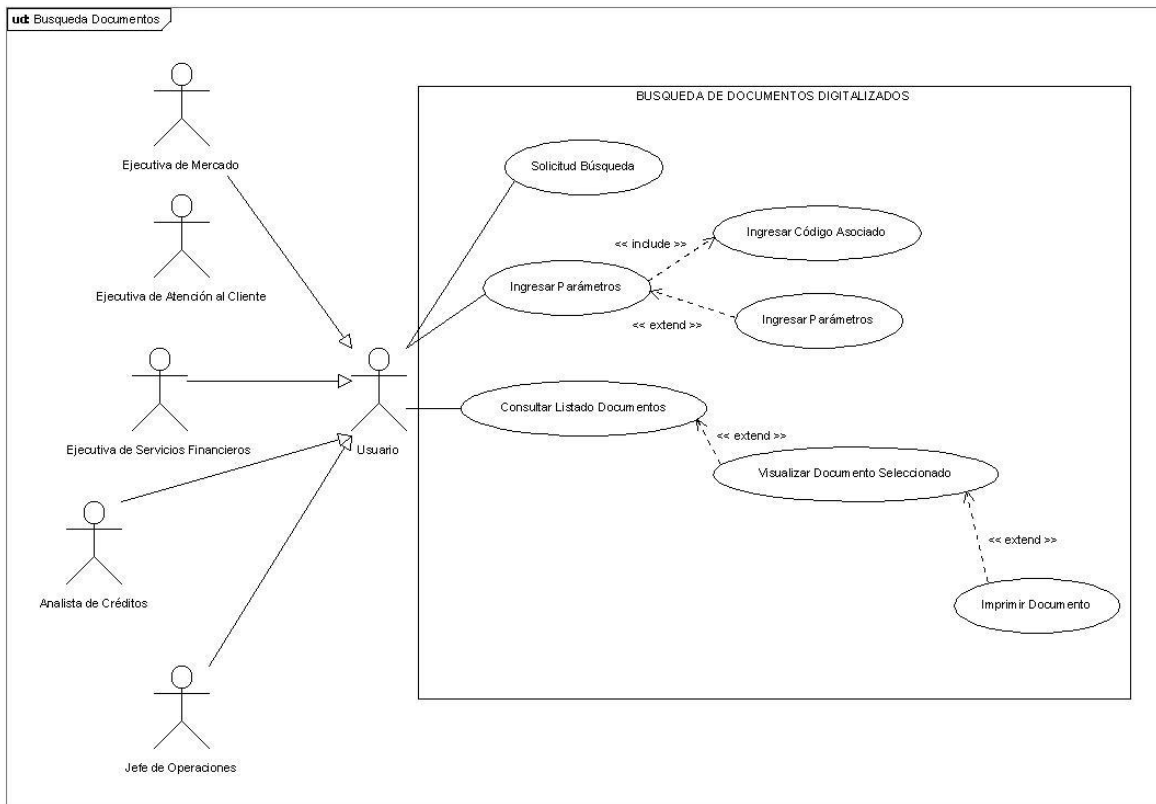 ud: Busqueda Documentos
BUSQUEDA DE DOCUMENTOS DIGITALIZADOS
Ejecutiva de Mercado
Solicitud Búsqueda
Ingresar Código Asociado
<< include >>
Ejecutiva de Atención al Cliente
Ingresar Parámetros
Ingresar Parámetros
<< extend >>
Consultar Listado Documentos
<< extend >>
Ejecutiva de Servicios Financieros
Usuario
Visualizar Documento Seleccionado
<< extend >>
Analista de Créditos
Imprimir Documento
Jefe de Operaciones